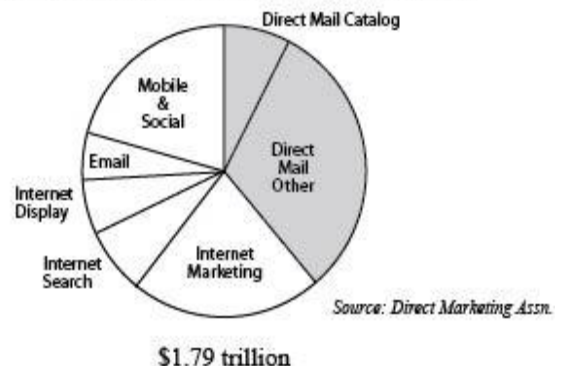 Direct Mail Catalog
Mobile
&
Social
Direct
Mail
Other
Email
Internet
Display
Internet
Marketing
Internet
Search
Source: Direct Marketing Assn.
$1.79 trillion